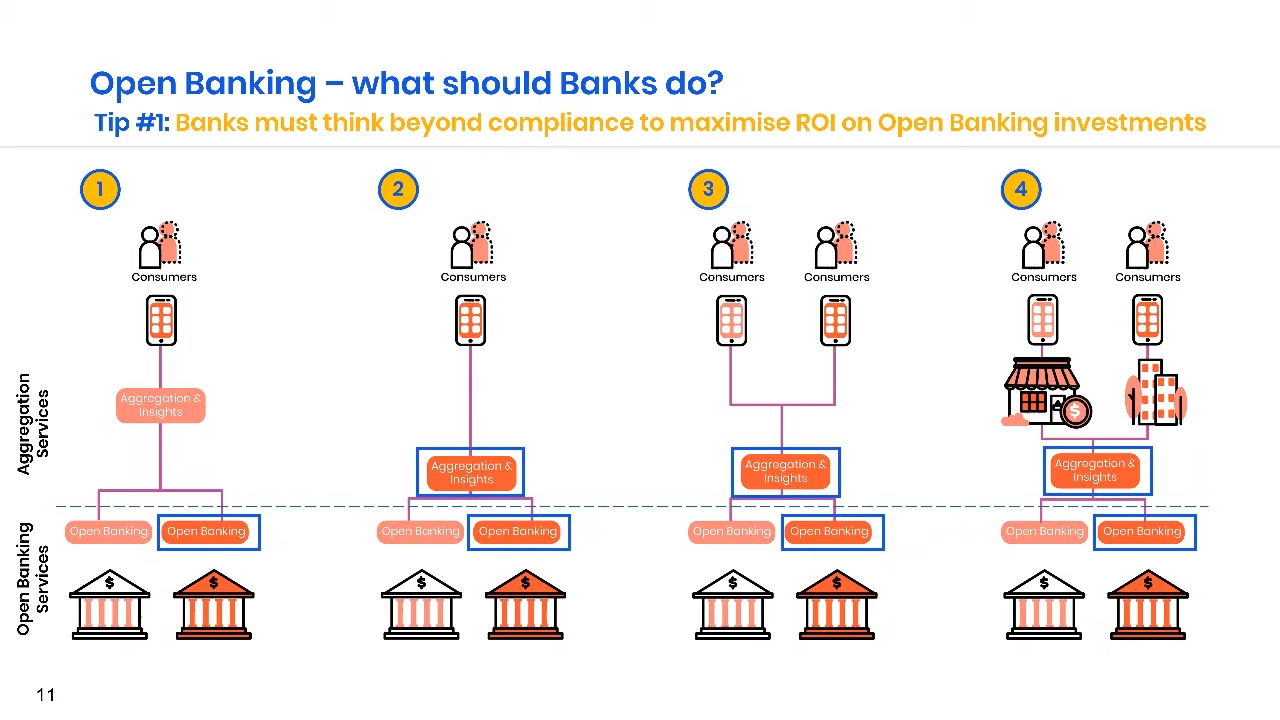 Open Banking – what should Banks do?
Tip #1: Banks must think beyond compliance to maximise ROI on Open Banking investments
1
2
3
4
Consumers
Consumers
Consumers
Consumers
Consumers
Consumers
Aggregation
Services
Aggregation &
Insights
Aggregation &
Insights
Aggregation &
Insights
Aggregation &
Insights
Open Banking
Services
Open Banking
Open Banking
Open Banking
Open Banking
Open Banking
Open Banking
Open Banking
Open Banking
$
$
$
$
$
$
$
$
$
11